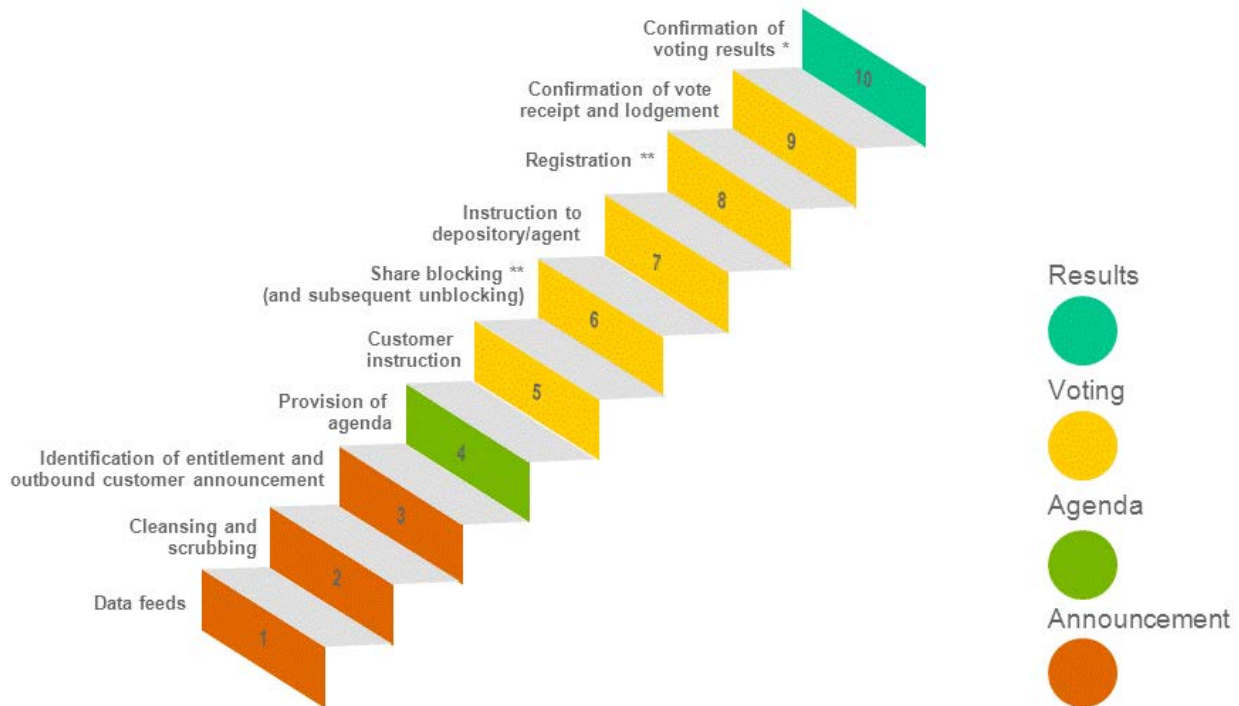 Confirmation of
voting results *
10
Confirmation of vote
receipt and lodgement
9
Registration **
8
Instruction to
depository/agent
7
Share blocking **
(and subsequent unblocking)
6
Customer
instruction
5
Provision of
agenda
4
Identification of entitlement and
outbound customer announcement
3
Cleansing and
scrubbing
2
Data feeds
1
Results
Voting
Agenda
Announcement